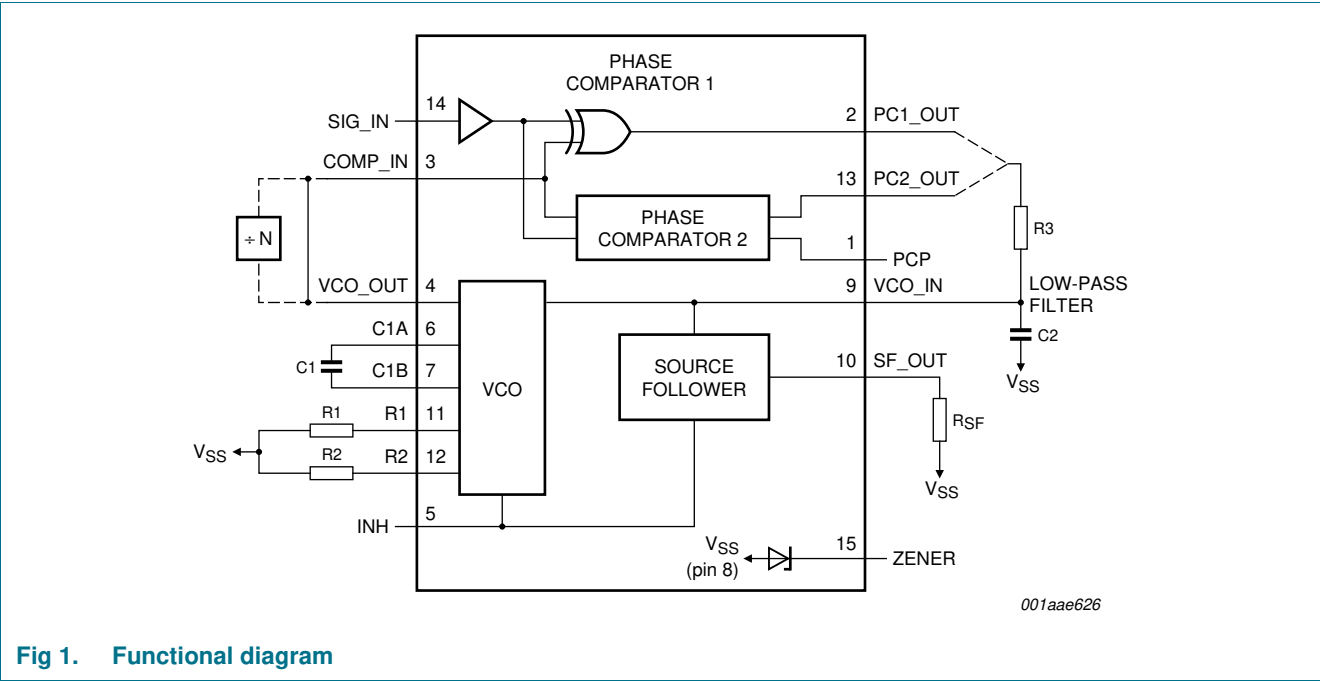 PHASE
COMPARATOR 1
14
SIG_IN
2 PC1_OUT
COMP_IN 3
13 PC2_OUT
÷ N
PHASE
COMPARATOR 2
R3
1
PCP
VCO_OUT 4
9 VCO_IN
LOW-PASS
FILTER
C1A 6
C2
C1
C1B 7
VCO
SOURCE
FOLLOWER
10 SF_OUT
VSS
R1
R1 11
RSF
VSS
R2
R2 12
VSS
INH
5
VSS
(pin 8)
15
ZENER
001aae626
Fig 1. Functional diagram